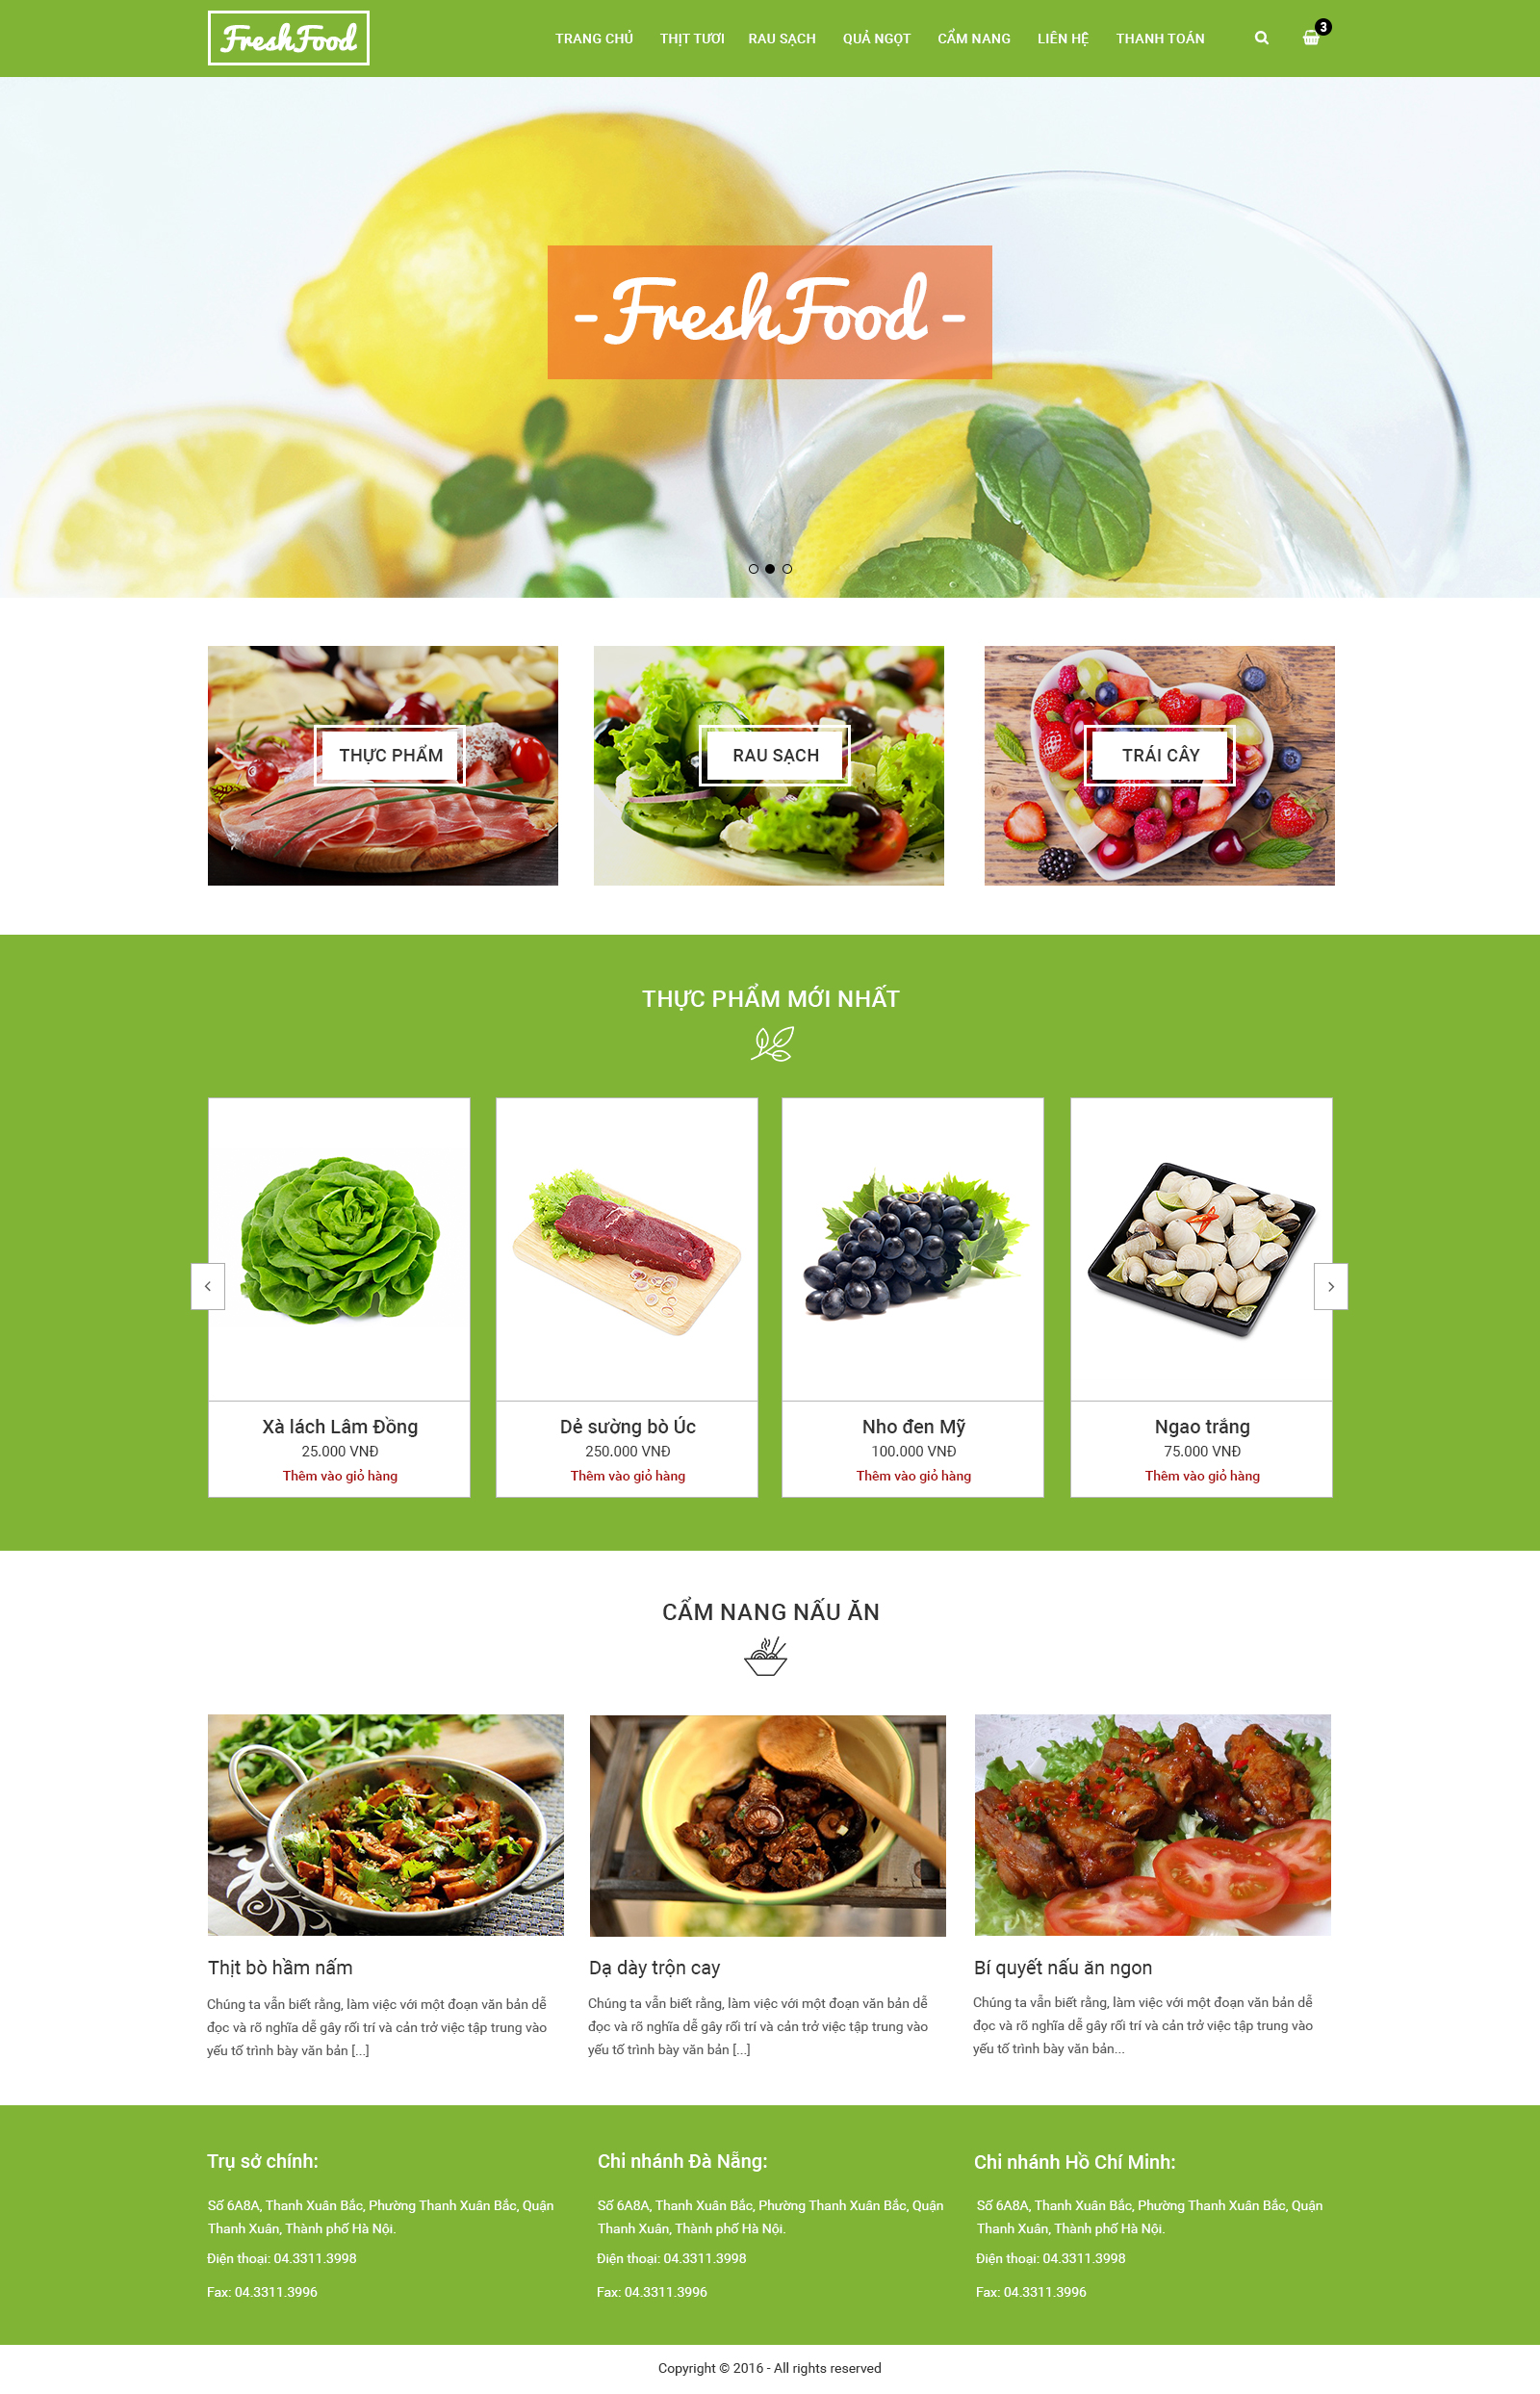 FreshFood
TRANG CHỦ THỊT TƯƠI RAU SẠCH QUẢ NGỌT CẨM NANG LIÊN HỆ THANH TOÁN 3
- FreshFood -
THỰC PHẨM RAU SẠCH TRÁI CÂY
THỰC PHẨM MỚI NHẤT
Xà lách Lâm Đồng
25.000 VNĐ
Thêm vào giỏ hàng
Dẻ sường bò Úc
250.000 VNĐ
Thêm vào giỏ hàng
Nho đen Mỹ
100.000 VNĐ
Thêm vào giỏ hàng
Ngao trắng
75.000 VNĐ
Thêm vào giỏ hàng
CẨM NANG NẤU ĂN
Thịt bò hầm nấm
Chúng ta vẫn biết rằng, làm việc với một đoạn văn bản dễ
đọc và rõ nghĩa dễ gây rối trí và cản trở việc tập trung vào
yếu tố trình bày văn bản [...]
Dạ dày trộn cay
Chúng ta vẫn biết rằng, làm việc với một đoạn văn bản dễ
đọc và rõ nghĩa dễ gây rối trí và cản trở việc tập trung vào
yếu tố trình bày văn bản [...]
Bí quyết nấu ăn ngon
Chúng ta vẫn biết rằng, làm việc với một đoạn văn bản dễ
đọc và rõ nghĩa dễ gây rối trí và cản trở việc tập trung vào
yếu tố trình bày văn bản...
Trụ sở chính:
Số 6A8A, Thanh Xuân Bắc, Phường Thanh Xuân Bắc, Quận
Thanh Xuân, Thành phố Hà Nội.
Điện thoại: 04.3311.3998
Fax: 04.3311.3996
Chi nhánh Đà Nẵng:
Số 6A8A, Thanh Xuân Bắc, Phường Thanh Xuân Bắc, Quận
Thanh Xuân, Thành phố Hà Nội.
Điện thoại: 04.3311.3998
Fax: 04.3311.3996
Chi nhánh Hồ Chí Minh:
Số 6A8A, Thanh Xuân Bắc, Phường Thanh Xuân Bắc, Quận
Thanh Xuân, Thành phố Hà Nội.
Điện thoại: 04.3311.3998
Fax: 04.3311.3996
Copyright © 2016 - All rights reserved